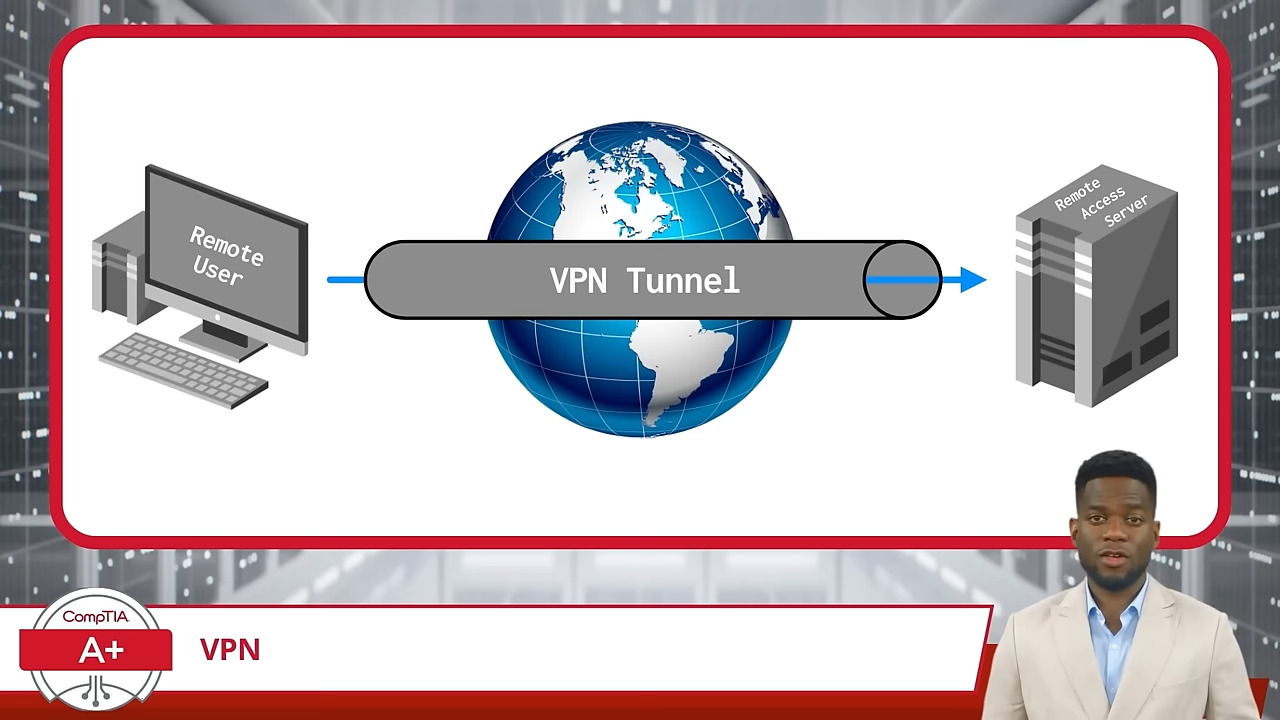 Remote
User
VPN Tunnel
Remote
Access
Server
CompTIA
A+
VPN